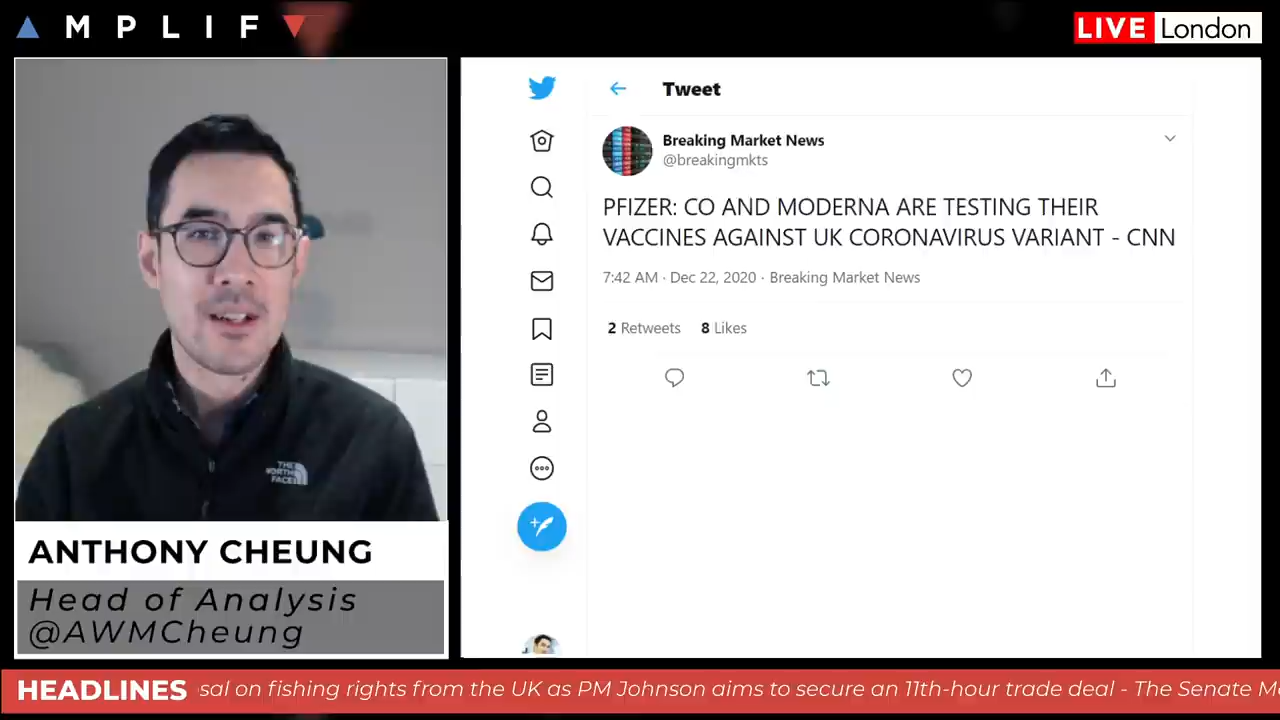 AMPLIFY
LIVE London
Tweet
Breaking Market News
@breakingmkts
PFIZER: CO AND MODERNA ARE TESTING THEIR
VACCINES AGAINST UK CORONAVIRUS VARIANT - CNN
7:42 AM · Dec 22, 2020 · Breaking Market News
2 Retweets 8 Likes
THE
NORTH
FACE
ANTHONY CHEUNG
Head of Analysis
@AWMCheung
HEADLINES sal on fishing rights from the UK as PM Johnson aims to secure an 11th-hour trade deal - The Senate M